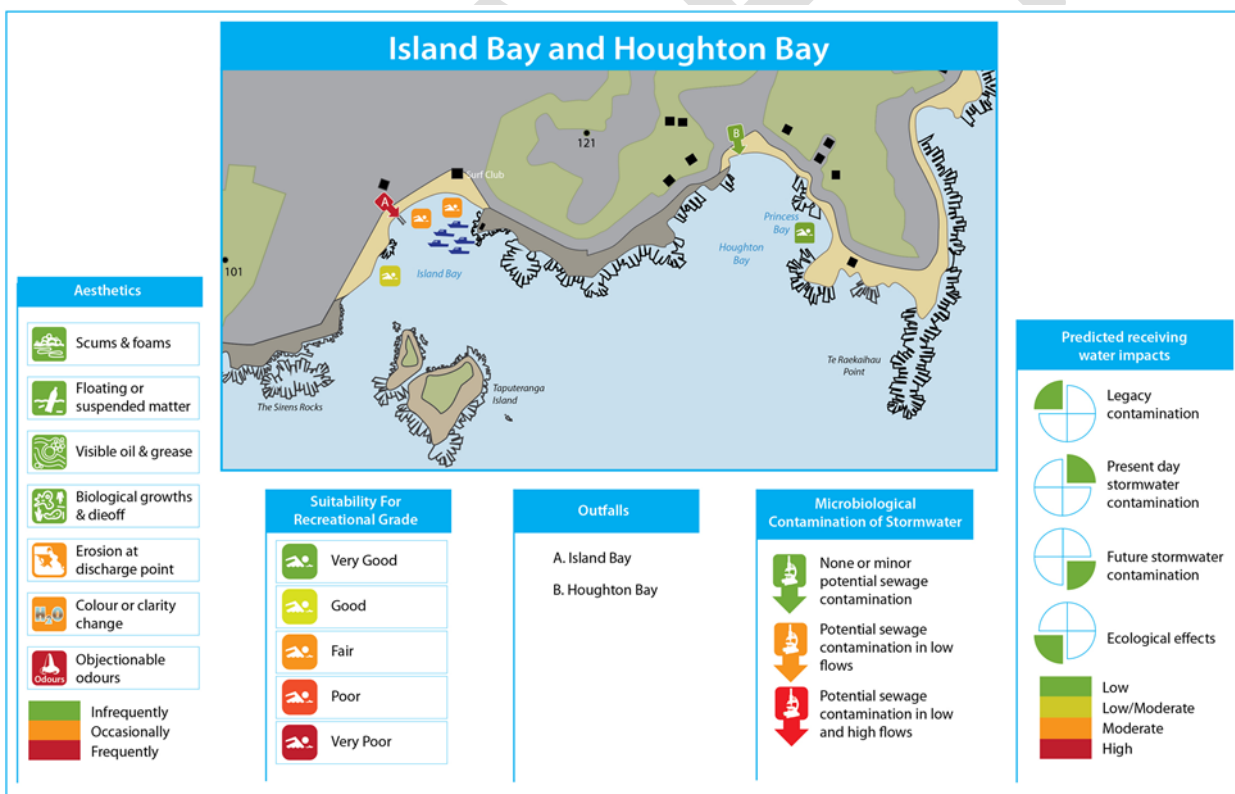 Island Bay and Houghton Bay
121
B
Surf Club
A
Princess
Bay
Houghton
Bay
101
Island Bay
Te Raekaihau
Point
Taputeranga
Island
The Sirens Rocks
Aesthetics
Scums & foams
Floating or
suspended matter
Visible oil & grease
Biological growths
& dieoff
Erosion at
discharge point
H2O
Colour or clarity
change
Odours
Objectionable
odours
Infrequently
Occasionally
Frequently
Suitability For
Recreational Grade
Very Good
Good
Fair
Poor
Very Poor
Outfalls
A. Island Bay
B. Houghton Bay
Microbiological
Contamination of Stormwater
None or minor
potential sewage
contamination
Potential sewage
contamination in low
flows
Potential sewage
contamination in low
and high flows
Predicted receiving
water impacts
Legacy
contamination
Present day
stormwater
contamination
Future stormwater
contamination
Ecological effects
Low
Low/Moderate
Moderate
High